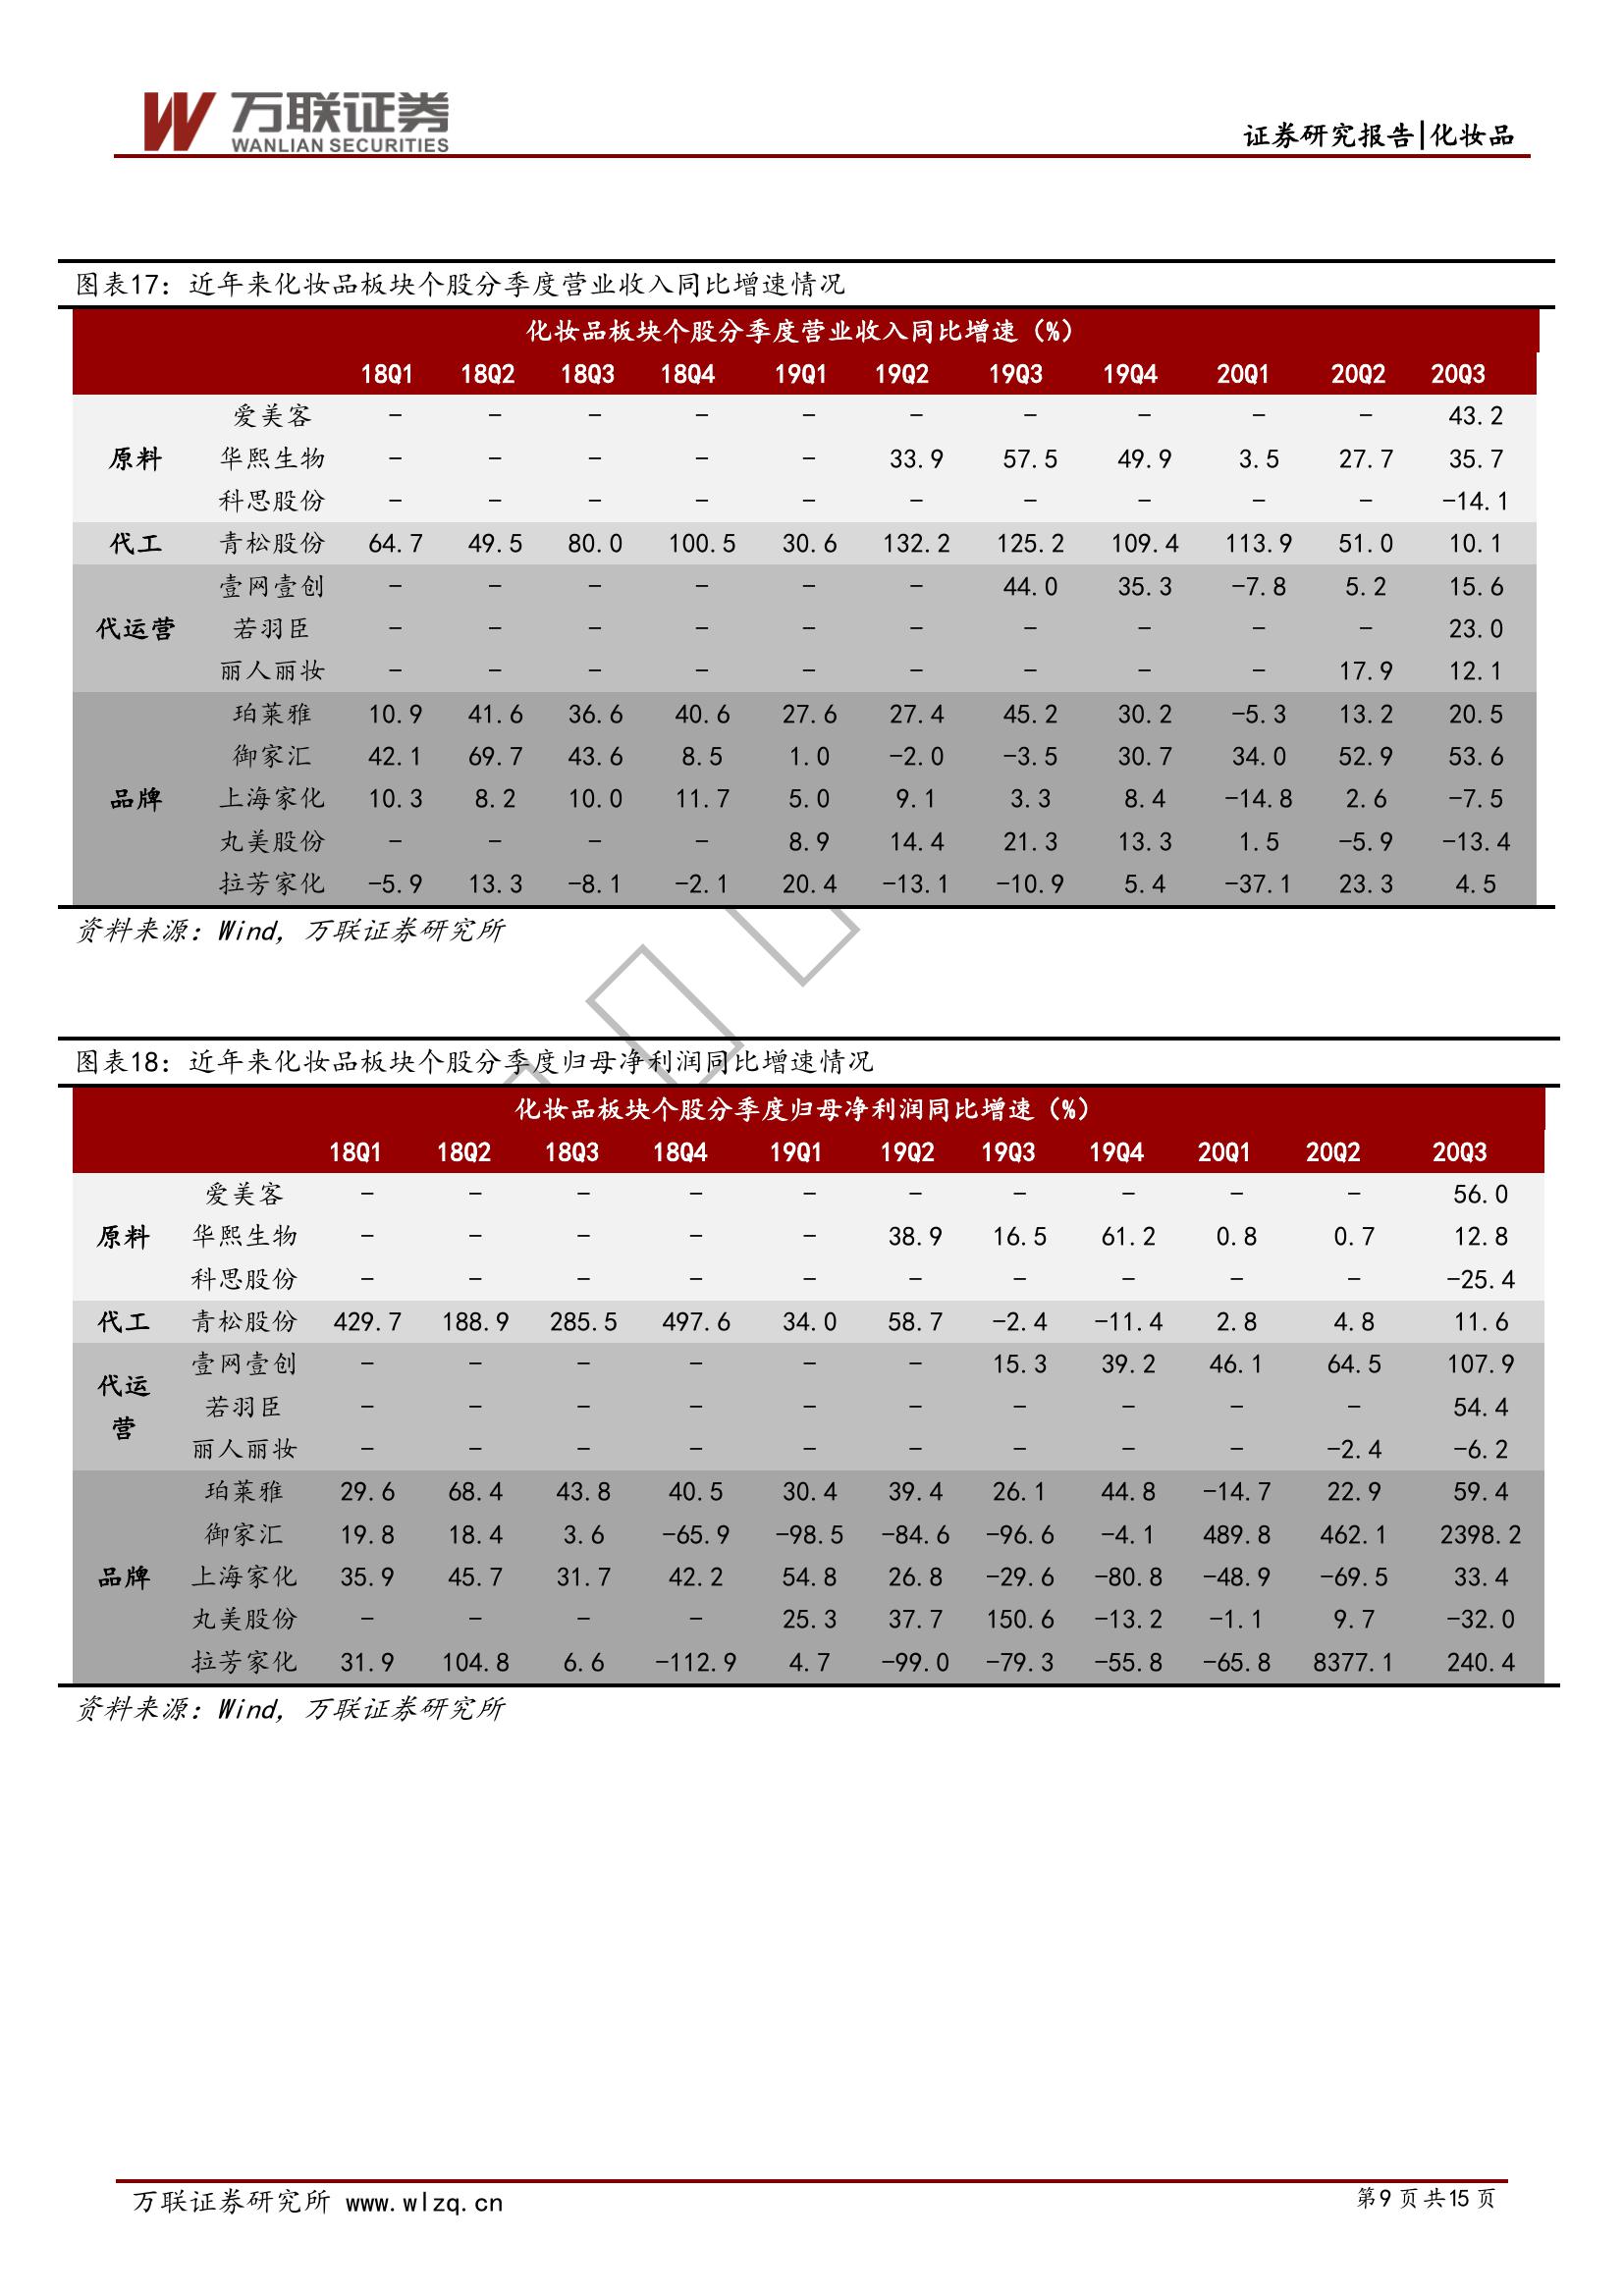 万联证券
WANLIAN SECURITIES
证券研究报告|化妆品
图表17：近年来化妆品板块个股分季度营业收入同比增速情况
化妆品板块个股分季度营业收入同比增速（%）
18Q1 18Q2 18Q3 18Q4 19Q1 19Q2 19Q3 19Q4 20Q1 20Q2 20Q3
爱美客 - - - - - - - - - - 43.2
原料 华熙生物 - - - - - 33.9 57.5 49.9 3.5 27.7 35.7
科思股份 - - - - - - - - - - -14.1
代工 青松股份 64.7 49.5 80.0 100.5 30.6 132.2 125.2 109.4 113.9 51.0 10.1
壹网壹创 - - - - - - 44.0 35.3 -7.8 5.2 15.6
代运营 若羽臣 - - - - - - - - - - 23.0
丽人丽妆 - - - - - - - - - 17.9 12.1
珀莱雅 10.9 41.6 36.6 40.6 27.6 27.4 45.2 30.2 -5.3 13.2 20.5
御家汇 42.1 69.7 43.6 8.5 1.0 -2.0 -3.5 30.7 34.0 52.9 53.6
品牌 上海家化 10.3 8.2 10.0 11.7 5.0 9.1 3.3 8.4 -14.8 2.6 -7.5
丸美股份 - - - - 8.9 14.4 21.3 13.3 1.5 -5.9 -13.4
拉芳家化 -5.9 13.3 -8.1 -2.1 20.4 -13.1 -10.9 5.4 -37.1 23.3 4.5
资料来源：Wind，万联证券研究所
图表18：近年来化妆品板块个股分季度归母净利润同比增速情况
化妆品板块个股分季度归母净利润同比增速（%）
18Q1 18Q2 18Q3 18Q4 19Q1 19Q2 19Q3 19Q4 20Q1 20Q2 20Q3
爱美客 - - - - - - - - - - 56.0
原料 华熙生物 - - - - - 38.9 16.5 61.2 0.8 0.7 12.8
科思股份 - - - - - - - - - - -25.4
代工 青松股份 429.7 188.9 285.5 497.6 34.0 58.7 -2.4 -11.4 2.8 4.8 11.6
壹网壹创 - - - - - - 15.3 39.2 46.1 64.5 107.9
代运
营
若羽臣 - - - - - - - - - - 54.4
丽人丽妆 - - - - - - - - - -2.4 -6.2
珀莱雅 29.6 68.4 43.8 40.5 30.4 39.4 26.1 44.8 -14.7 22.9 59.4
御家汇 19.8 18.4 3.6 -65.9 -98.5 -84.6 -96.6 -4.1 489.8 462.1 2398.2
品牌 上海家化 35.9 45.7 31.7 42.2 54.8 26.8 -29.6 -80.8 -48.9 -69.5 33.4
丸美股份 - - - - 25.3 37.7 150.6 -13.2 -1.1 9.7 -32.0
拉芳家化 31.9 104.8 6.6 -112.9 4.7 -99.0 -79.3 -55.8 -65.8 8377.1 240.4
资料来源：Wind，万联证券研究所
万联证券研究所 www.wlzq.cn
第9页共15页